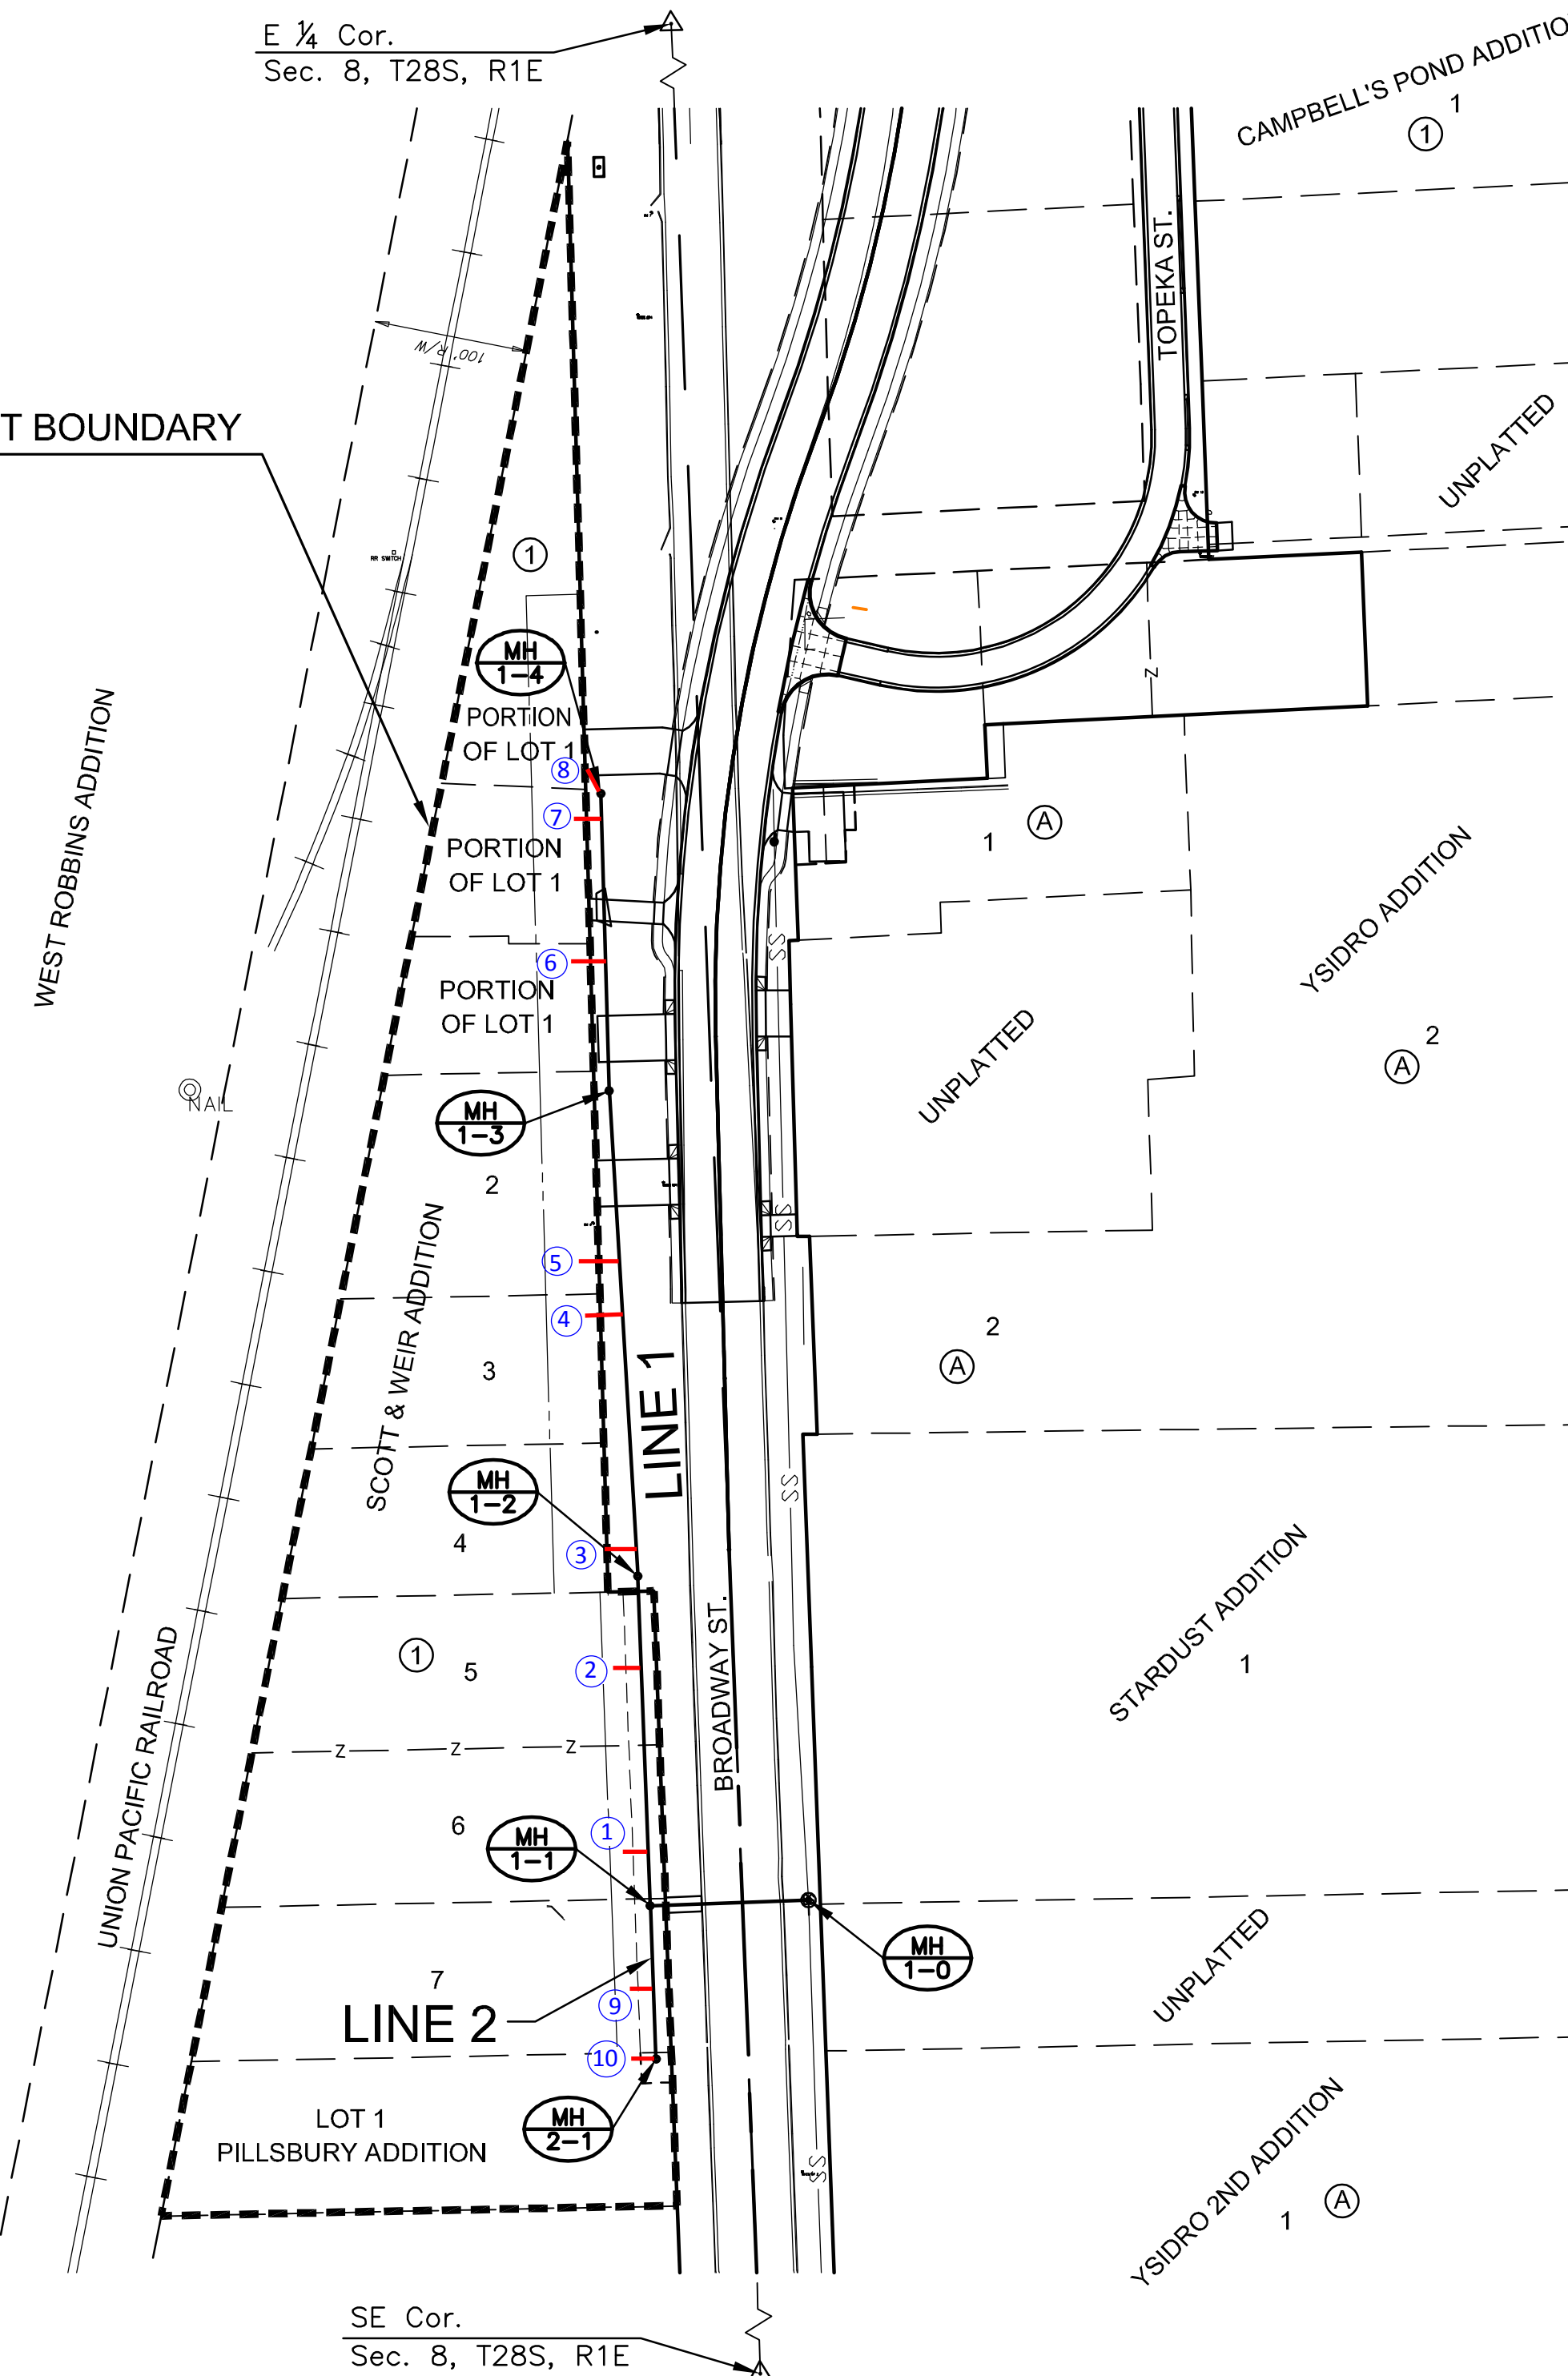 E ¼ Cor.
Sec. 8, T28S, R1E
CAMPBELL'S POND ADDITIO
1
1
TOPEKA ST.
100' R/W
T BOUNDARY
UNPLATTED
RR SWITCH
1
MH
1-4
PORTION
OF LOT 1
Z
8
7
WEST ROBBINS ADDITION
PORTION
OF LOT 1
1
A
YSIDRO ADDITION
SS
6
PORTION
OF LOT 1
UNPLATTED
2
A
NAIL
MH
1-3
2
SS
5
4
SCOTT & WEIR ADDITION
3
LINE 1
2
A
MH
1-2
4
SS
3
STARDUST ADDITION
1
BROADWAY ST.
1
5
2
UNION PACIFIC RAILROAD
Z
Z
Z
6
1
MH
1-1
MH
1-0
UNPLATTED
7
LINE 2
9
10
LOT 1
PILLSBURY ADDITION
MH
2-1
SS
YSIDRO 2ND ADDITION
1
A
SE Cor.
Sec. 8, T28S, R1E